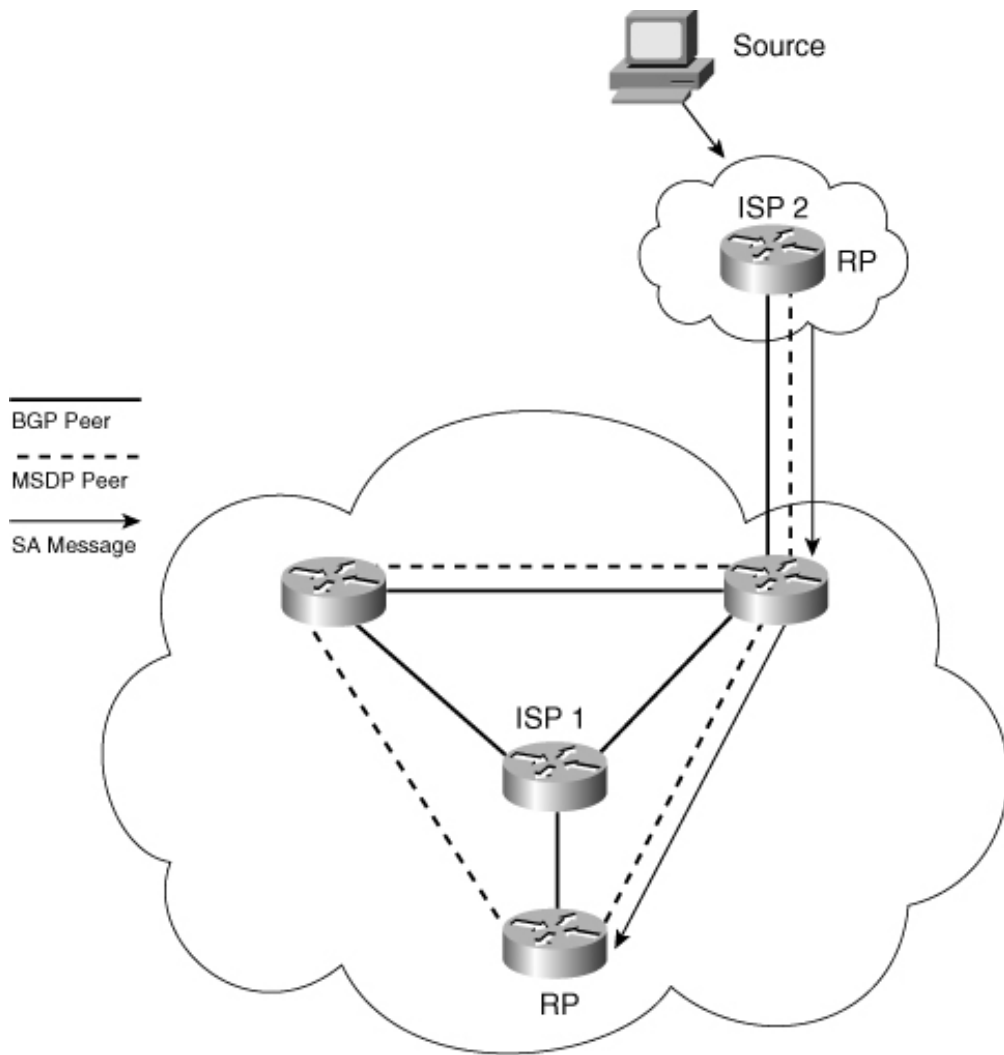 Source
ISP 2
RP
BGP Peer
MSDP Peer
SA Message
ISP 1
RP